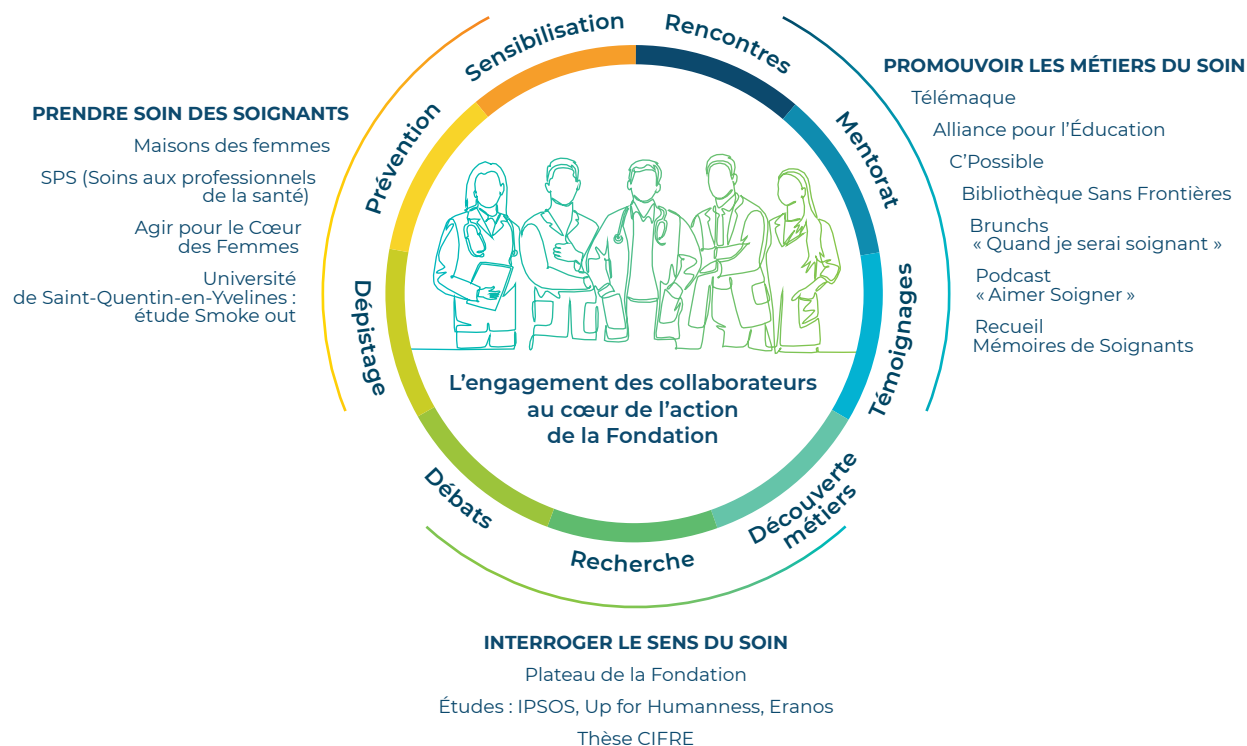 Sensibilisation
Rencontres
Mentorat
Témoignages
Découverte
métiers
Recherche
Débats
Dépistage
Prévention
PRENDRE SOIN DES SOIGNANTS
Maisons des femmes
SPS (Soins aux professionnels
de la santé)
Agir pour le Cœur
des Femmes
Université
de Saint-Quentin-en-Yvelines :
étude Smoke out
PROMOUVOIR LES MÉTIERS DU SOIN
Télémaque
Alliance pour l’Éducation
C’Possible
Bibliothèque Sans Frontières
Brunchs
« Quand je serai soignant »
Podcast
« Aimer Soigner »
Recueil
Mémoires de Soignants
L’engagement des collaborateurs
au cœur de l’action
de la Fondation
INTERROGER LE SENS DU SOIN
Plateau de la Fondation
Études : IPSOS, Up for Humanness, Eranos
Thèse CIFRE